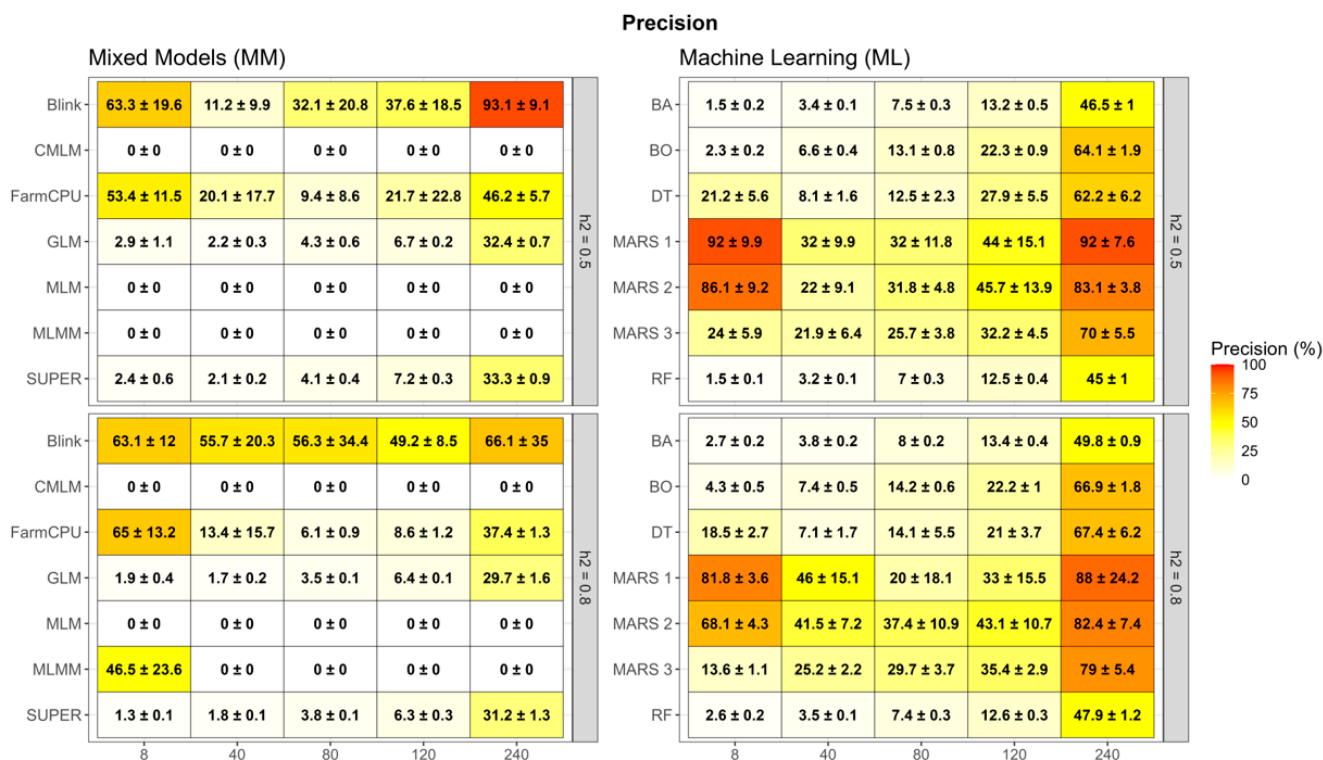 Precision
Mixed Models (MM)
Blink 63.3 ± 19.6 11.2 ± 9.9 32.1 ± 20.8 37.6 ± 18.5 93.1 ± 9.1
CMLM 0 ± 0 0 ± 0 0 ± 0 0 ± 0 0 ± 0
FarmCPU 53.4 ± 11.5 20.1 ± 17.7 9.4 ± 8.6 21.7 ± 22.8 46.2 ± 5.7
GLM 2.9 ± 1.1 2.2 ± 0.3 4.3 ± 0.6 6.7 ± 0.2 32.4 ± 0.7
MLM 0 ± 0 0 ± 0 0 ± 0 0 ± 0 0 ± 0
MLMM 0 ± 0 0 ± 0 0 ± 0 0 ± 0 0 ± 0
SUPER 2.4 ± 0.6 2.1 ± 0.2 4.1 ± 0.4 7.2 ± 0.3 33.3 ± 0.9
h2 = 0.5
Blink 63.1 ± 12 55.7 ± 20.3 56.3 ± 34.4 49.2 ± 8.5 66.1 ± 35
CMLM 0 ± 0 0 ± 0 0 ± 0 0 ± 0 0 ± 0
FarmCPU 65 ± 13.2 13.4 ± 15.7 6.1 ± 0.9 8.6 ± 1.2 37.4 ± 1.3
GLM 1.9 ± 0.4 1.7 ± 0.2 3.5 ± 0.1 6.4 ± 0.1 29.7 ± 1.6
MLM 0 ± 0 0 ± 0 0 ± 0 0 ± 0 0 ± 0
MLMM 46.5 ± 23.6 0 ± 0 0 ± 0 0 ± 0 0 ± 0
SUPER 1.3 ± 0.1 1.8 ± 0.1 3.8 ± 0.1 6.3 ± 0.3 31.2 ± 1.3
h2 = 0.8
8 40 80 120 240
Machine Learning (ML)
BA 1.5 ± 0.2 3.4 ± 0.1 7.5 ± 0.3 13.2 ± 0.5 46.5 ± 1
BO 2.3 ± 0.2 6.6 ± 0.4 13.1 ± 0.8 22.3 ± 0.9 64.1 ± 1.9
DT 21.2 ± 5.6 8.1 ± 1.6 12.5 ± 2.3 27.9 ± 5.5 62.2 ± 6.2
MARS 1 92 ± 9.9 32 ± 9.9 32 ± 11.8 44 ± 15.1 92 ± 7.6
MARS 2 86.1 ± 9.2 22 ± 9.1 31.8 ± 4.8 45.7 ± 13.9 83.1 ± 3.8
MARS 3 24 ± 5.9 21.9 ± 6.4 25.7 ± 3.8 32.2 ± 4.5 70 ± 5.5
RF 1.5 ± 0.1 3.2 ± 0.1 7 ± 0.3 12.5 ± 0.4 45 ± 1
h2 = 0.5
BA 2.7 ± 0.2 3.8 ± 0.2 8 ± 0.2 13.4 ± 0.4 49.8 ± 0.9
BO 4.3 ± 0.5 7.4 ± 0.5 14.2 ± 0.6 22.2 ± 1 66.9 ± 1.8
DT 18.5 ± 2.7 7.1 ± 1.7 14.1 ± 5.5 21 ± 3.7 67.4 ± 6.2
MARS 1 81.8 ± 3.6 46 ± 15.1 20 ± 18.1 33 ± 15.5 88 ± 24.2
MARS 2 68.1 ± 4.3 41.5 ± 7.2 37.4 ± 10.9 43.1 ± 10.7 82.4 ± 7.4
MARS 3 13.6 ± 1.1 25.2 ± 2.2 29.7 ± 3.7 35.4 ± 2.9 79 ± 5.4
RF 2.6 ± 0.2 3.5 ± 0.1 7.4 ± 0.3 12.6 ± 0.3 47.9 ± 1.2
h2 = 0.8
8 40 80 120 240
Precision (%)
100
75
50
25
0